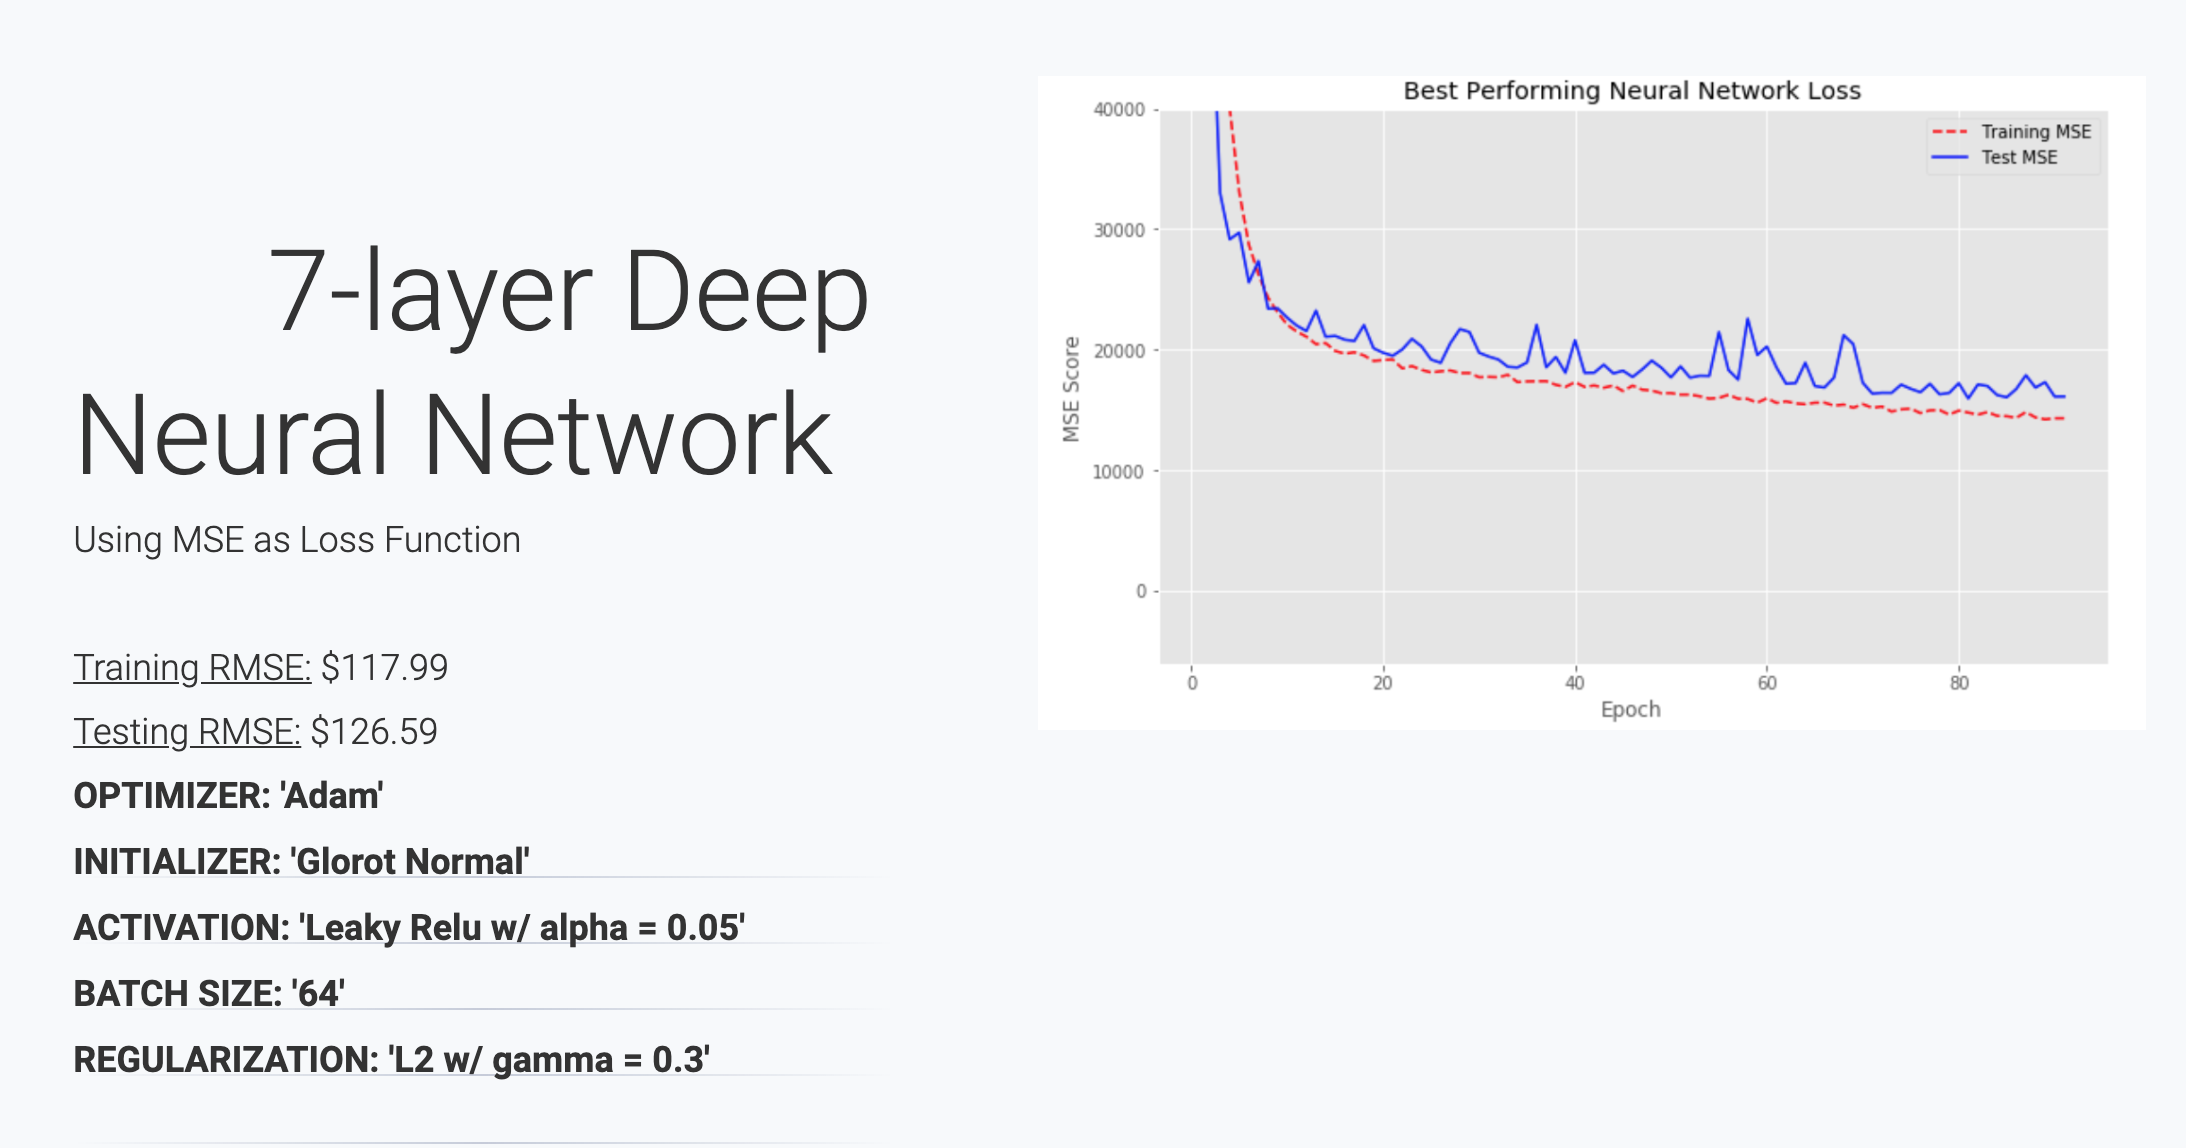 7-layer Deep
Neural Network
Using MSE as Loss Function
Training RMSE: $117.99
Testing RMSE: $126.59
OPTIMIZER: 'Adam'
INITIALIZER: 'Glorot Normal'
ACTIVATION: 'Leaky Relu w/ alpha = 0.05'
BATCH SIZE: '64'
REGULARIZATION: 'L2 w/ gamma = 0.3'
Best Performing Neural Network Loss
Training MSE
Test MSE
MSE Score
40000
30000
20000
10000
0
0 20 40 60 80
Epoch